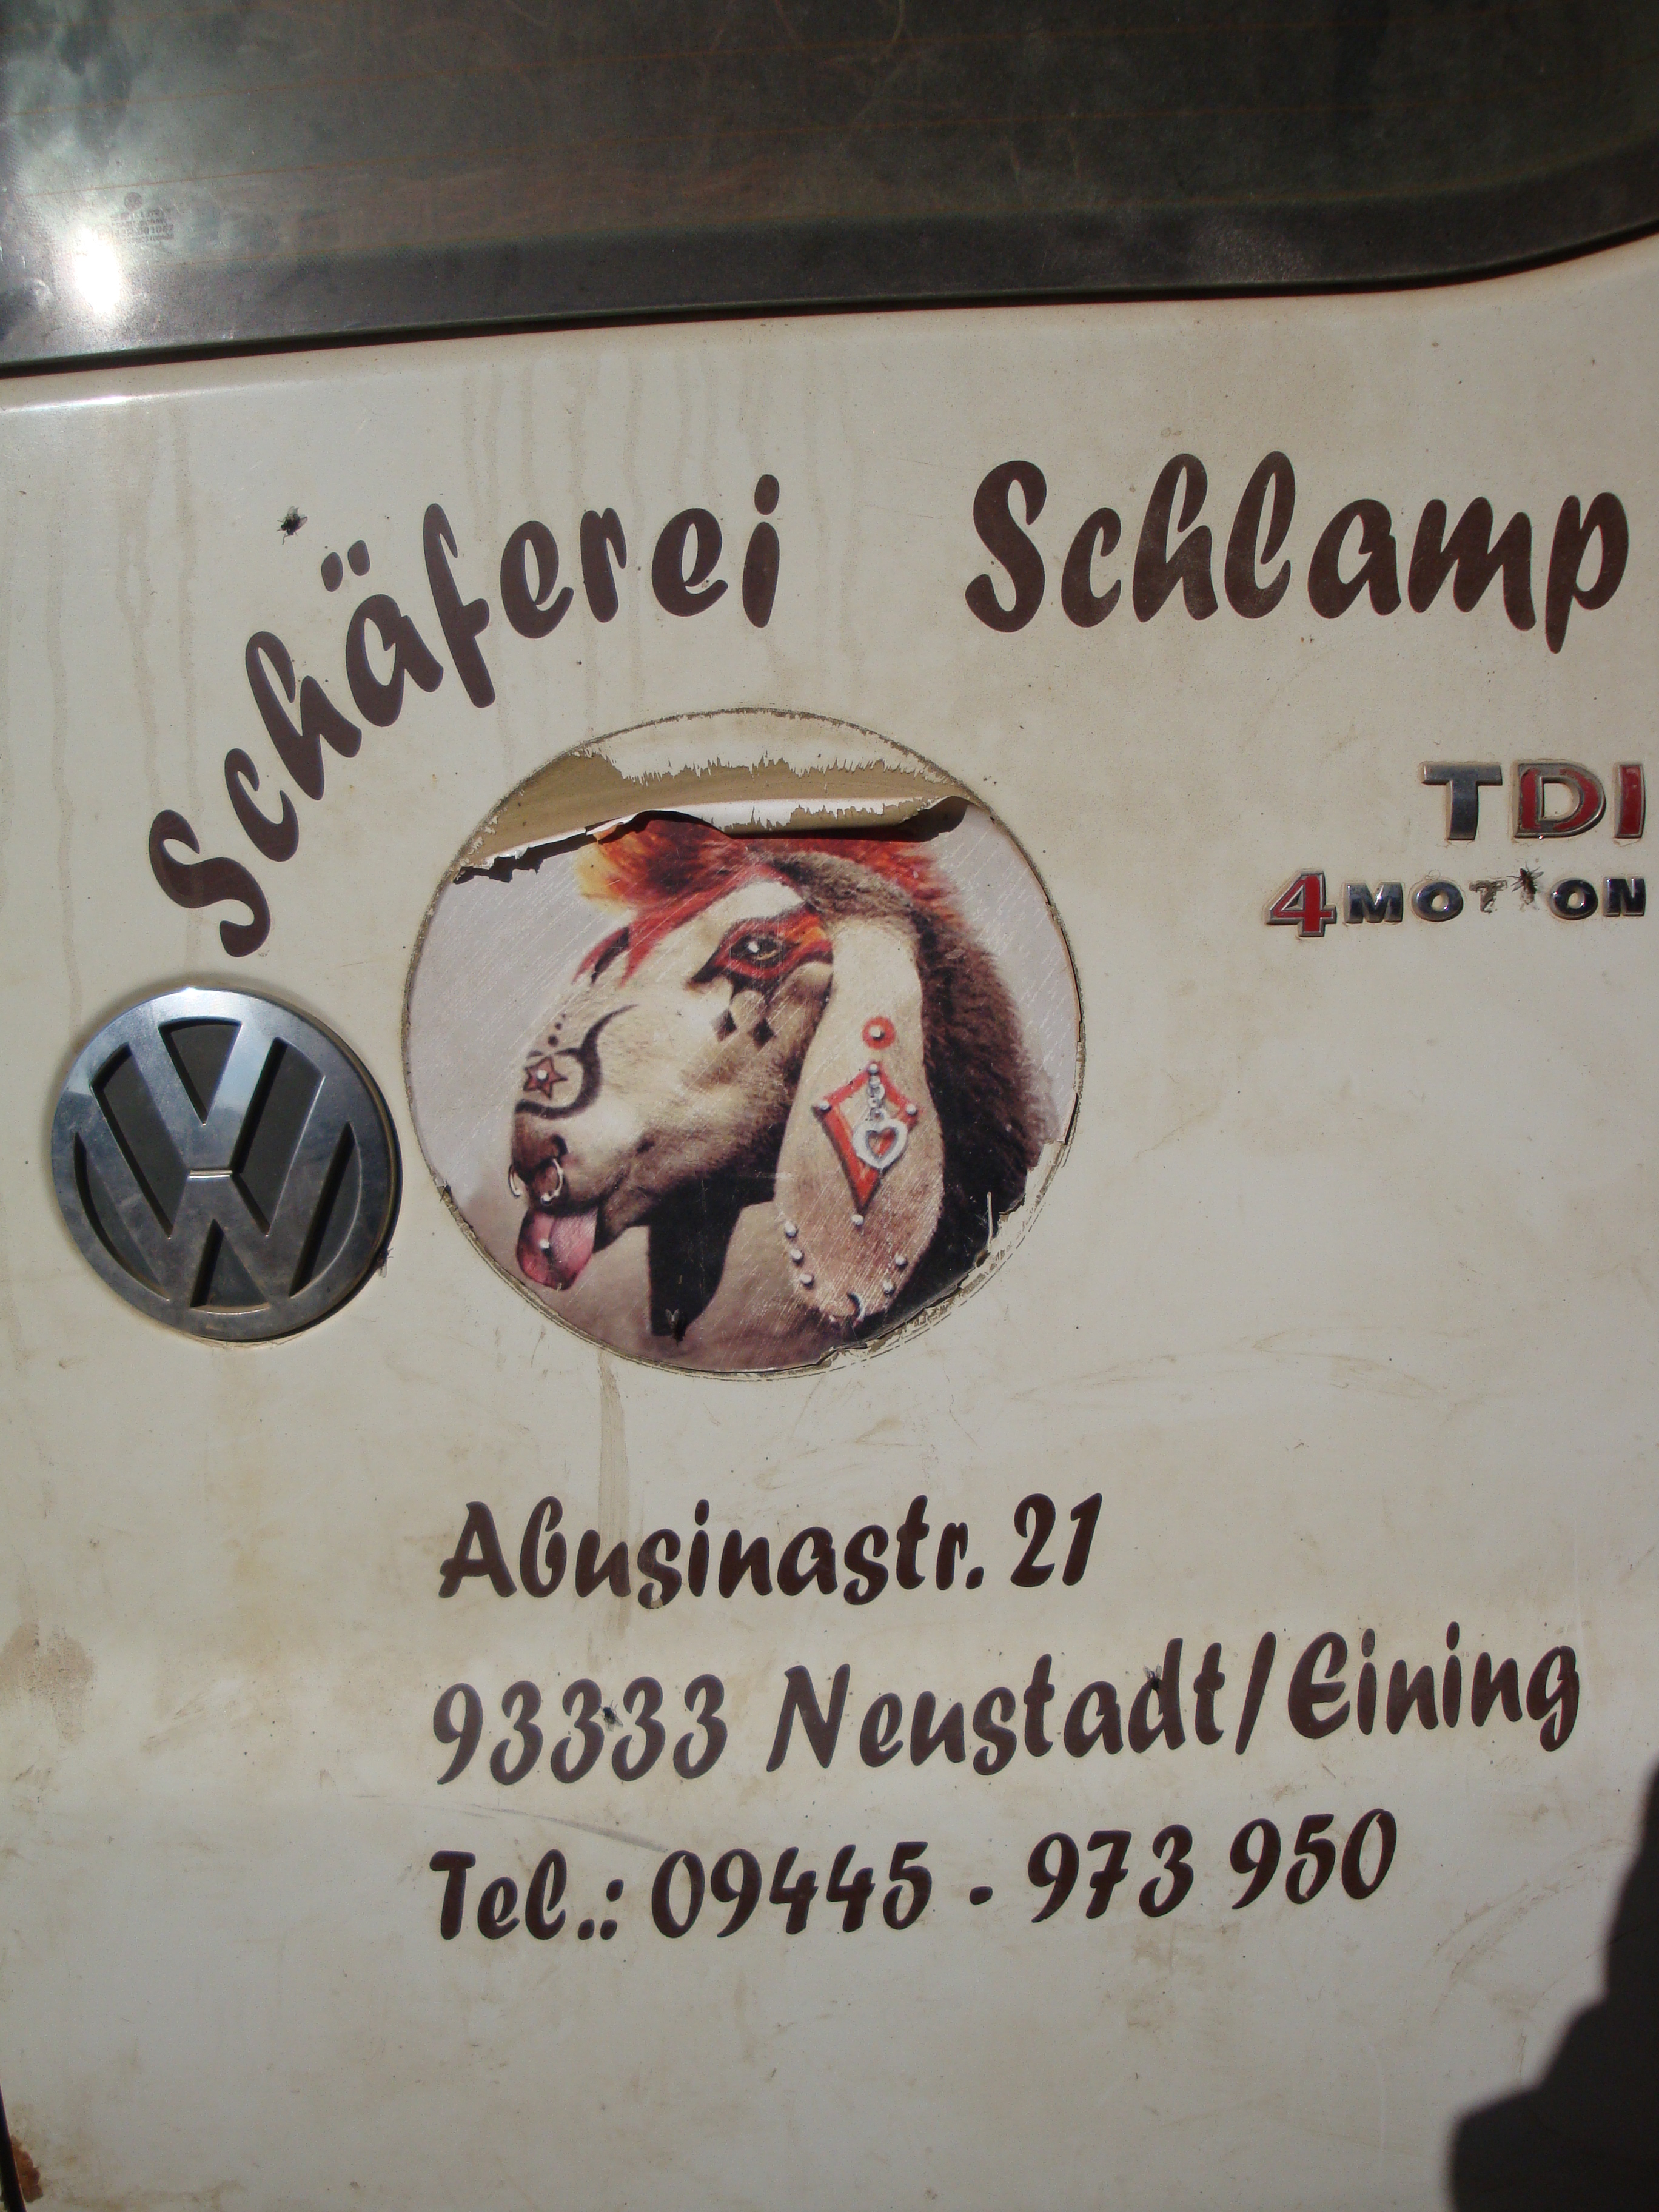 Schäferei Schlamp
TDI
4MOTION
Abusinastr. 21
93333 Neustadt/Eining
Tel.: 09445 - 973 950